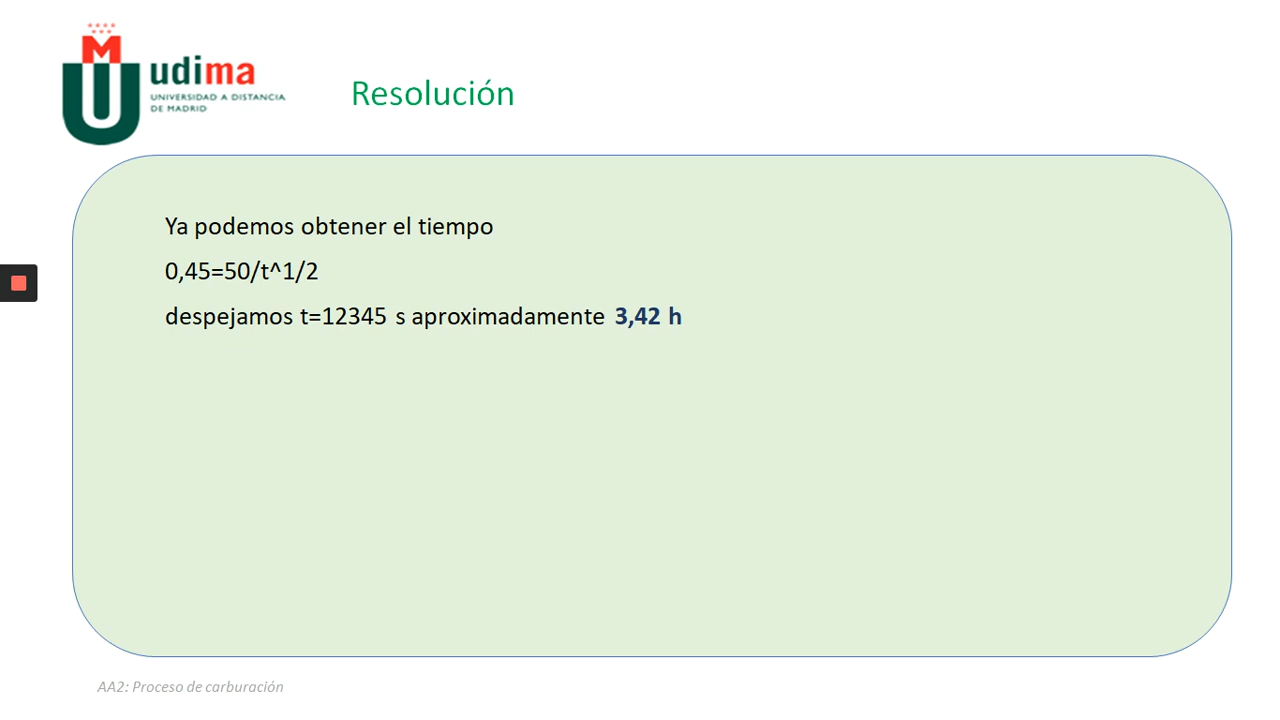 M
udima
UNIVERSIDAD A DISTANCIA
DE MADRID
Resolución
Ya podemos obtener el tiempo
0,45=50/t^1/2
despejamos t=12345 s aproximadamente 3,42 h
AA2: Proceso de carburación